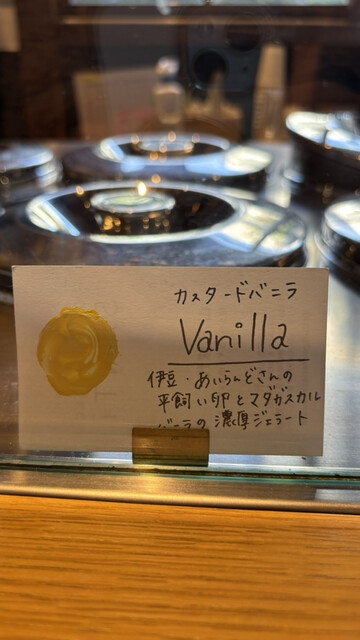 カスタードバニラ
Vanilla
伊豆・あいらんどさんの
平飼い卵とマダガスカル
バニラの濃厚ジェラート